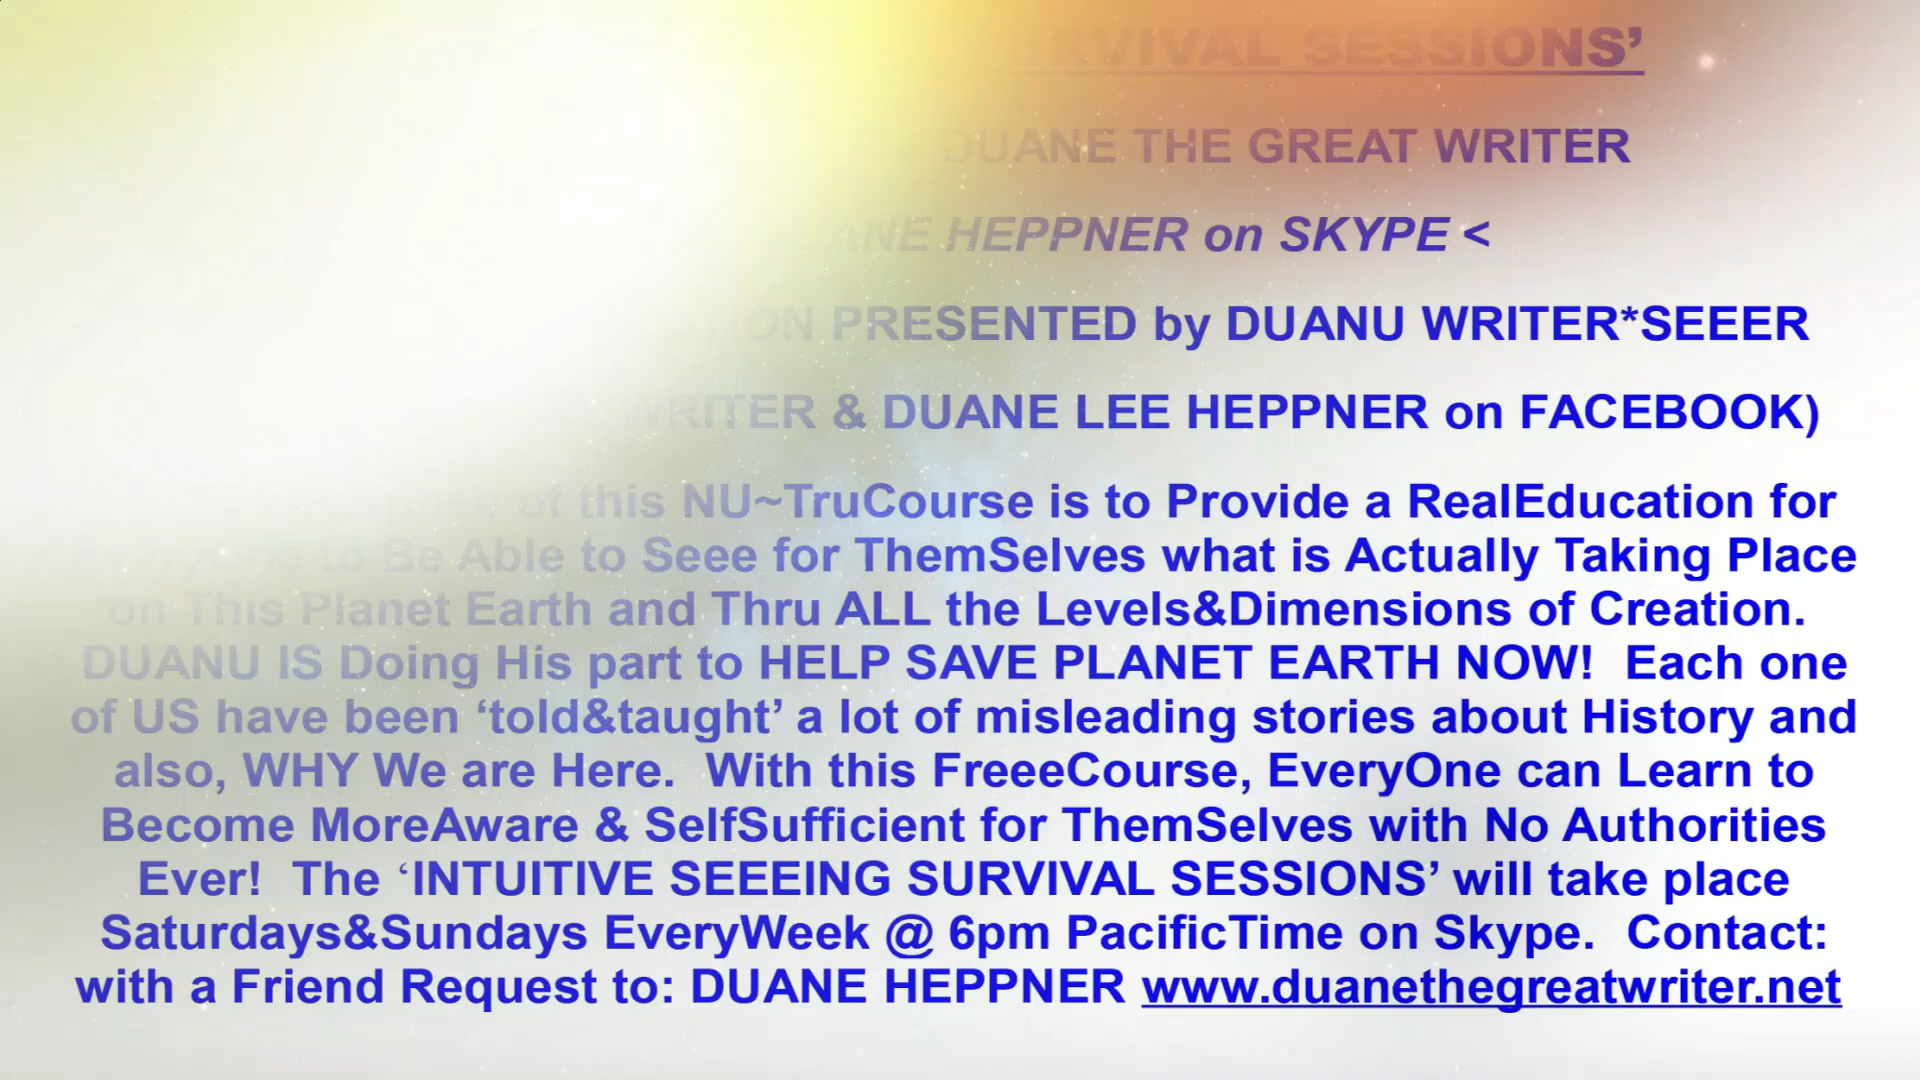 SURVIVAL SESSIONS’
DUANE THE GREAT WRITER
DUANE HEPPNER on SKYPE <
PRESENTED by DUANU WRITER*SEEER
WRITER & DUANE LEE HEPPNER on FACEBOOK)
of this NU~TruCourse is to Provide a RealEducation for
to Be Able to Seee for ThemSelves what is Actually Taking Place
on This Planet Earth and Thru ALL the Levels&Dimensions of Creation.
DUANU IS Doing His part to HELP SAVE PLANET EARTH NOW! Each one
of US have been ‘told&taught’ a lot of misleading stories about History and
also, WHY We are Here. With this FreeeCourse, EveryOne can Learn to
Become MoreAware & SelfSufficient for ThemSelves with No Authorities
Ever! The ‘INTUITIVE SEEEING SURVIVAL SESSIONS’ will take place
Saturdays&Sundays EveryWeek @ 6pm PacificTime on Skype. Contact:
with a Friend Request to: DUANE HEPPNER www.duanethegreatwriter.net